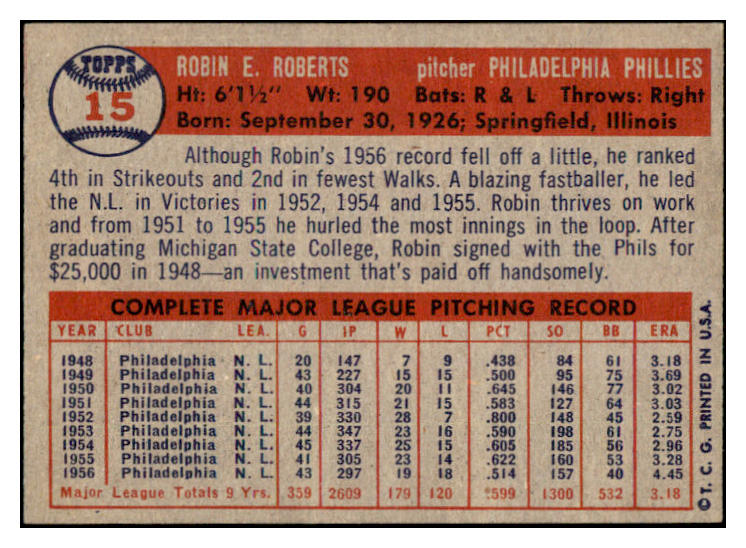 TOPPS
15
ROBIN E. ROBERTS pitcher PHILADELPHIA PHILLIES
Ht: 6'1½" Wt: 190 Bats: R & L Throws: Right
Born: September 30, 1926; Springfield, Illinois
Although Robin's 1956 record fell off a little, he ranked
4th in Strikeouts and 2nd in fewest Walks. A blazing fastballer, he led
the N.L. in Victories in 1952, 1954 and 1955. Robin thrives on work
and from 1951 to 1955 he hurled the most innings in the loop. After
graduating Michigan State College, Robin signed with the Phils for
$25,000 in 1948—an investment that's paid off handsomely.
COMPLETE MAJOR LEAGUE PITCHING RECORD
YEAR CLUB LEA. G IP W L PCT SO BB ERA
1948 Philadelphia N. L. 20 147 7 9 .438 84 61 3.18
1949 Philadelphia N. L. 43 227 15 15 .500 95 75 3.69
1950 Philadelphia N. L. 40 304 20 11 .645 146 77 3.02
1951 Philadelphia N. L. 44 315 21 15 .583 127 64 3.03
1952 Philadelphia N. L. 39 330 28 7 .800 148 45 2.59
1953 Philadelphia N. L. 44 347 23 16 .590 198 61 2.75
1954 Philadelphia N. L. 45 337 23 15 .605 185 56 2.96
1955 Philadelphia N. L. 41 305 23 14 .622 160 53 3.28
1956 Philadelphia N. L. 43 297 19 18 .514 157 40 4.45
Major League Totals 9 Yrs. 359 2609 179 120 .599 1300 532 3.18
© T. C. G. PRINTED IN U.S.A.